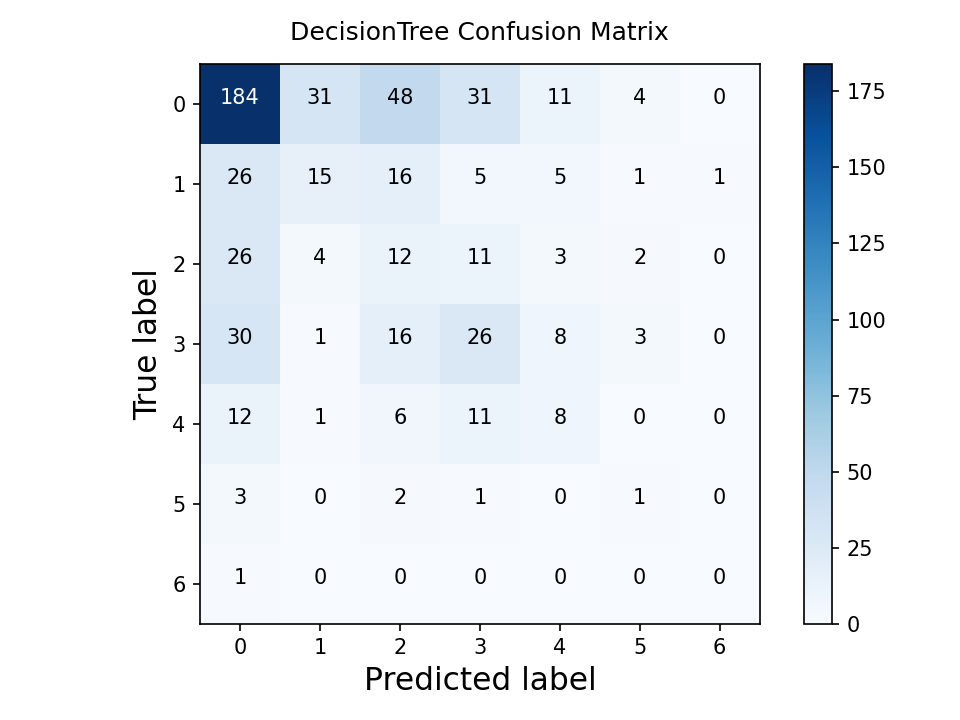 DecisionTree Confusion Matrix
True label
0 184 31 48 31 11 4 0
1 26 15 16 5 5 1 1
2 26 4 12 11 3 2 0
3 30 1 16 26 8 3 0
4 12 1 6 11 8 0 0
5 3 0 2 1 0 1 0
6 1 0 0 0 0 0 0
0 1 2 3 4 5 6
Predicted label
175
150
125
100
75
50
25
0